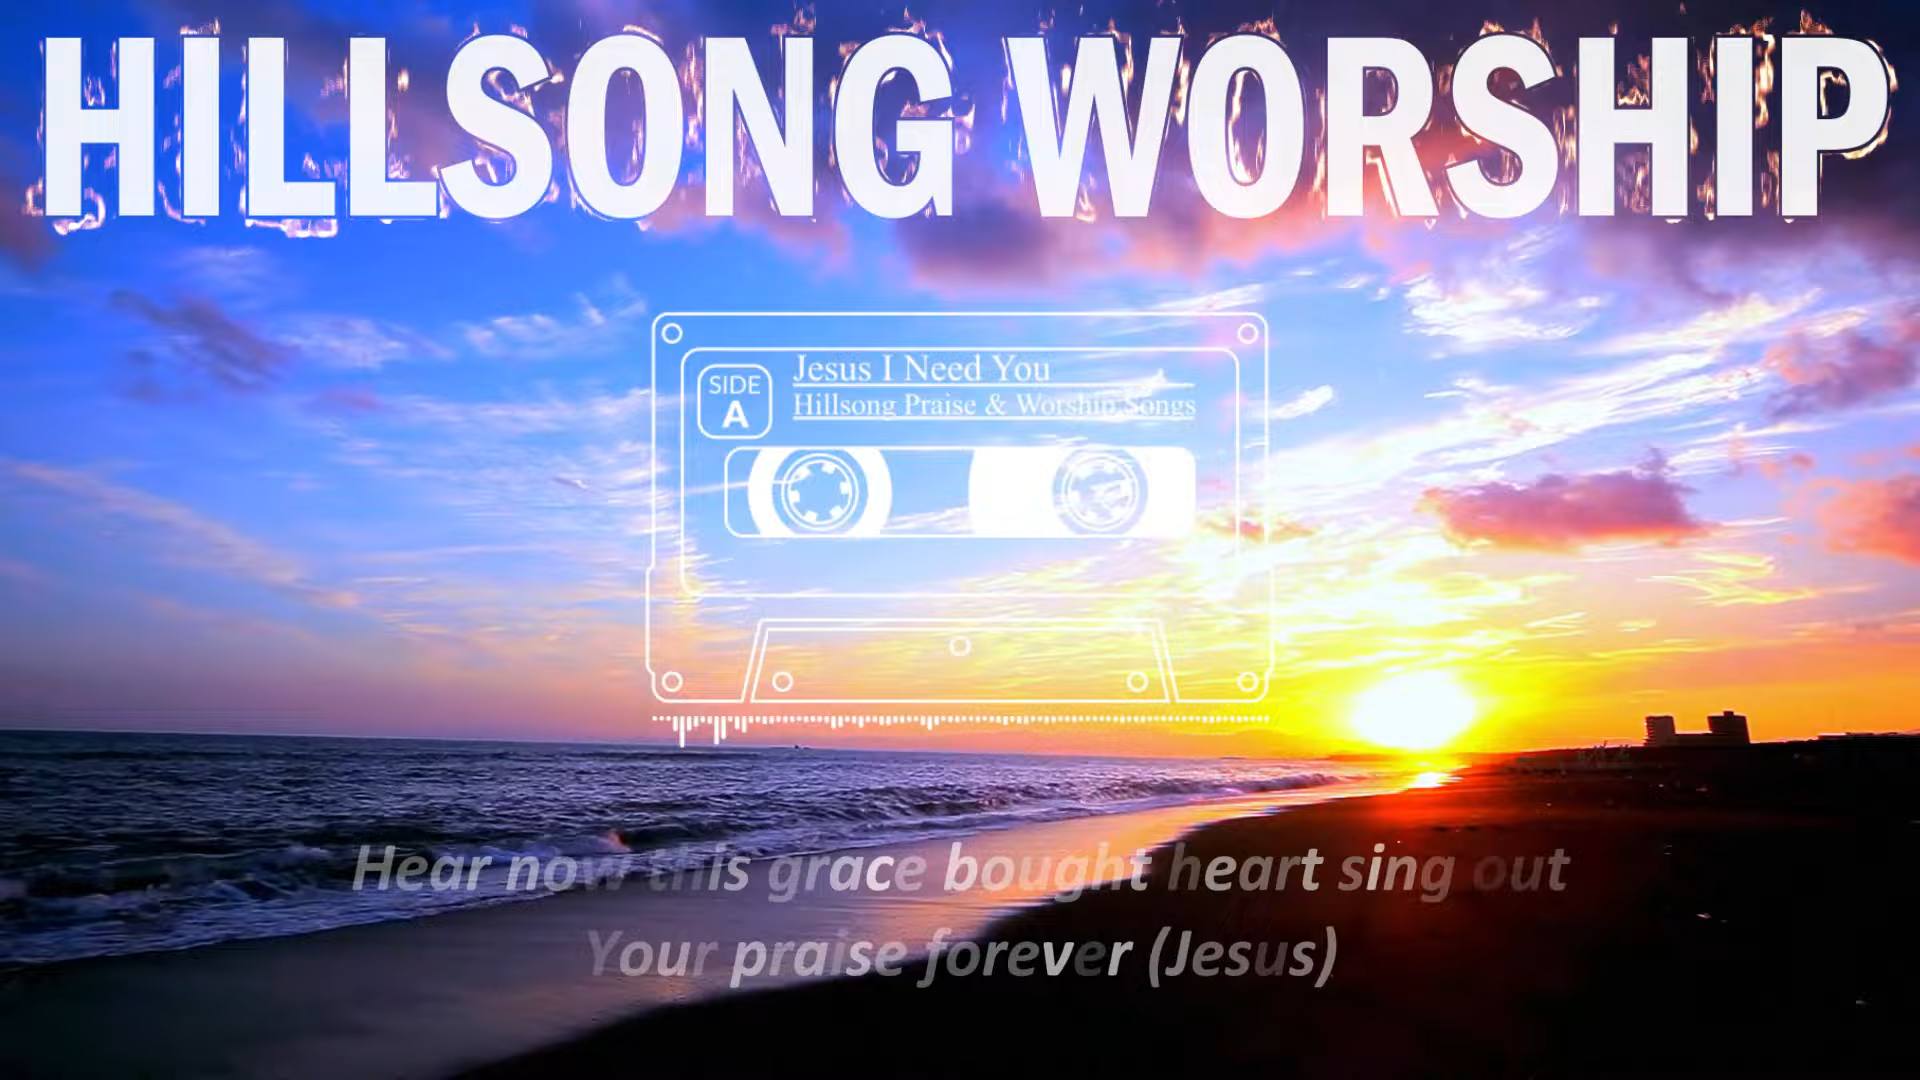 HILLSONG WORSHIP
SIDE
A
Jesus I Need You
Hillsong Praise & Worship Songs
Hear now this grace bought heart sing out
Your praise forever (Jesus)